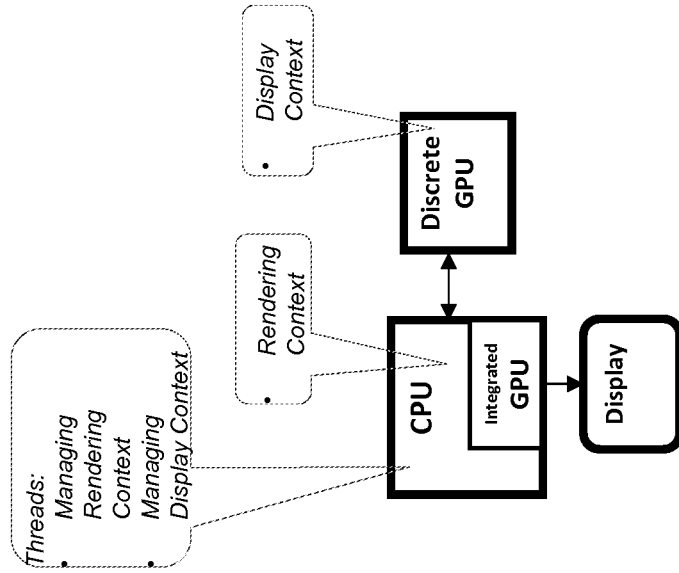 Threads:
• Managing
Rendering
Context
• Managing
Display Context
• Rendering
Context
• Display
Context
CPU
Integrated
GPU
Discrete
GPU
Display